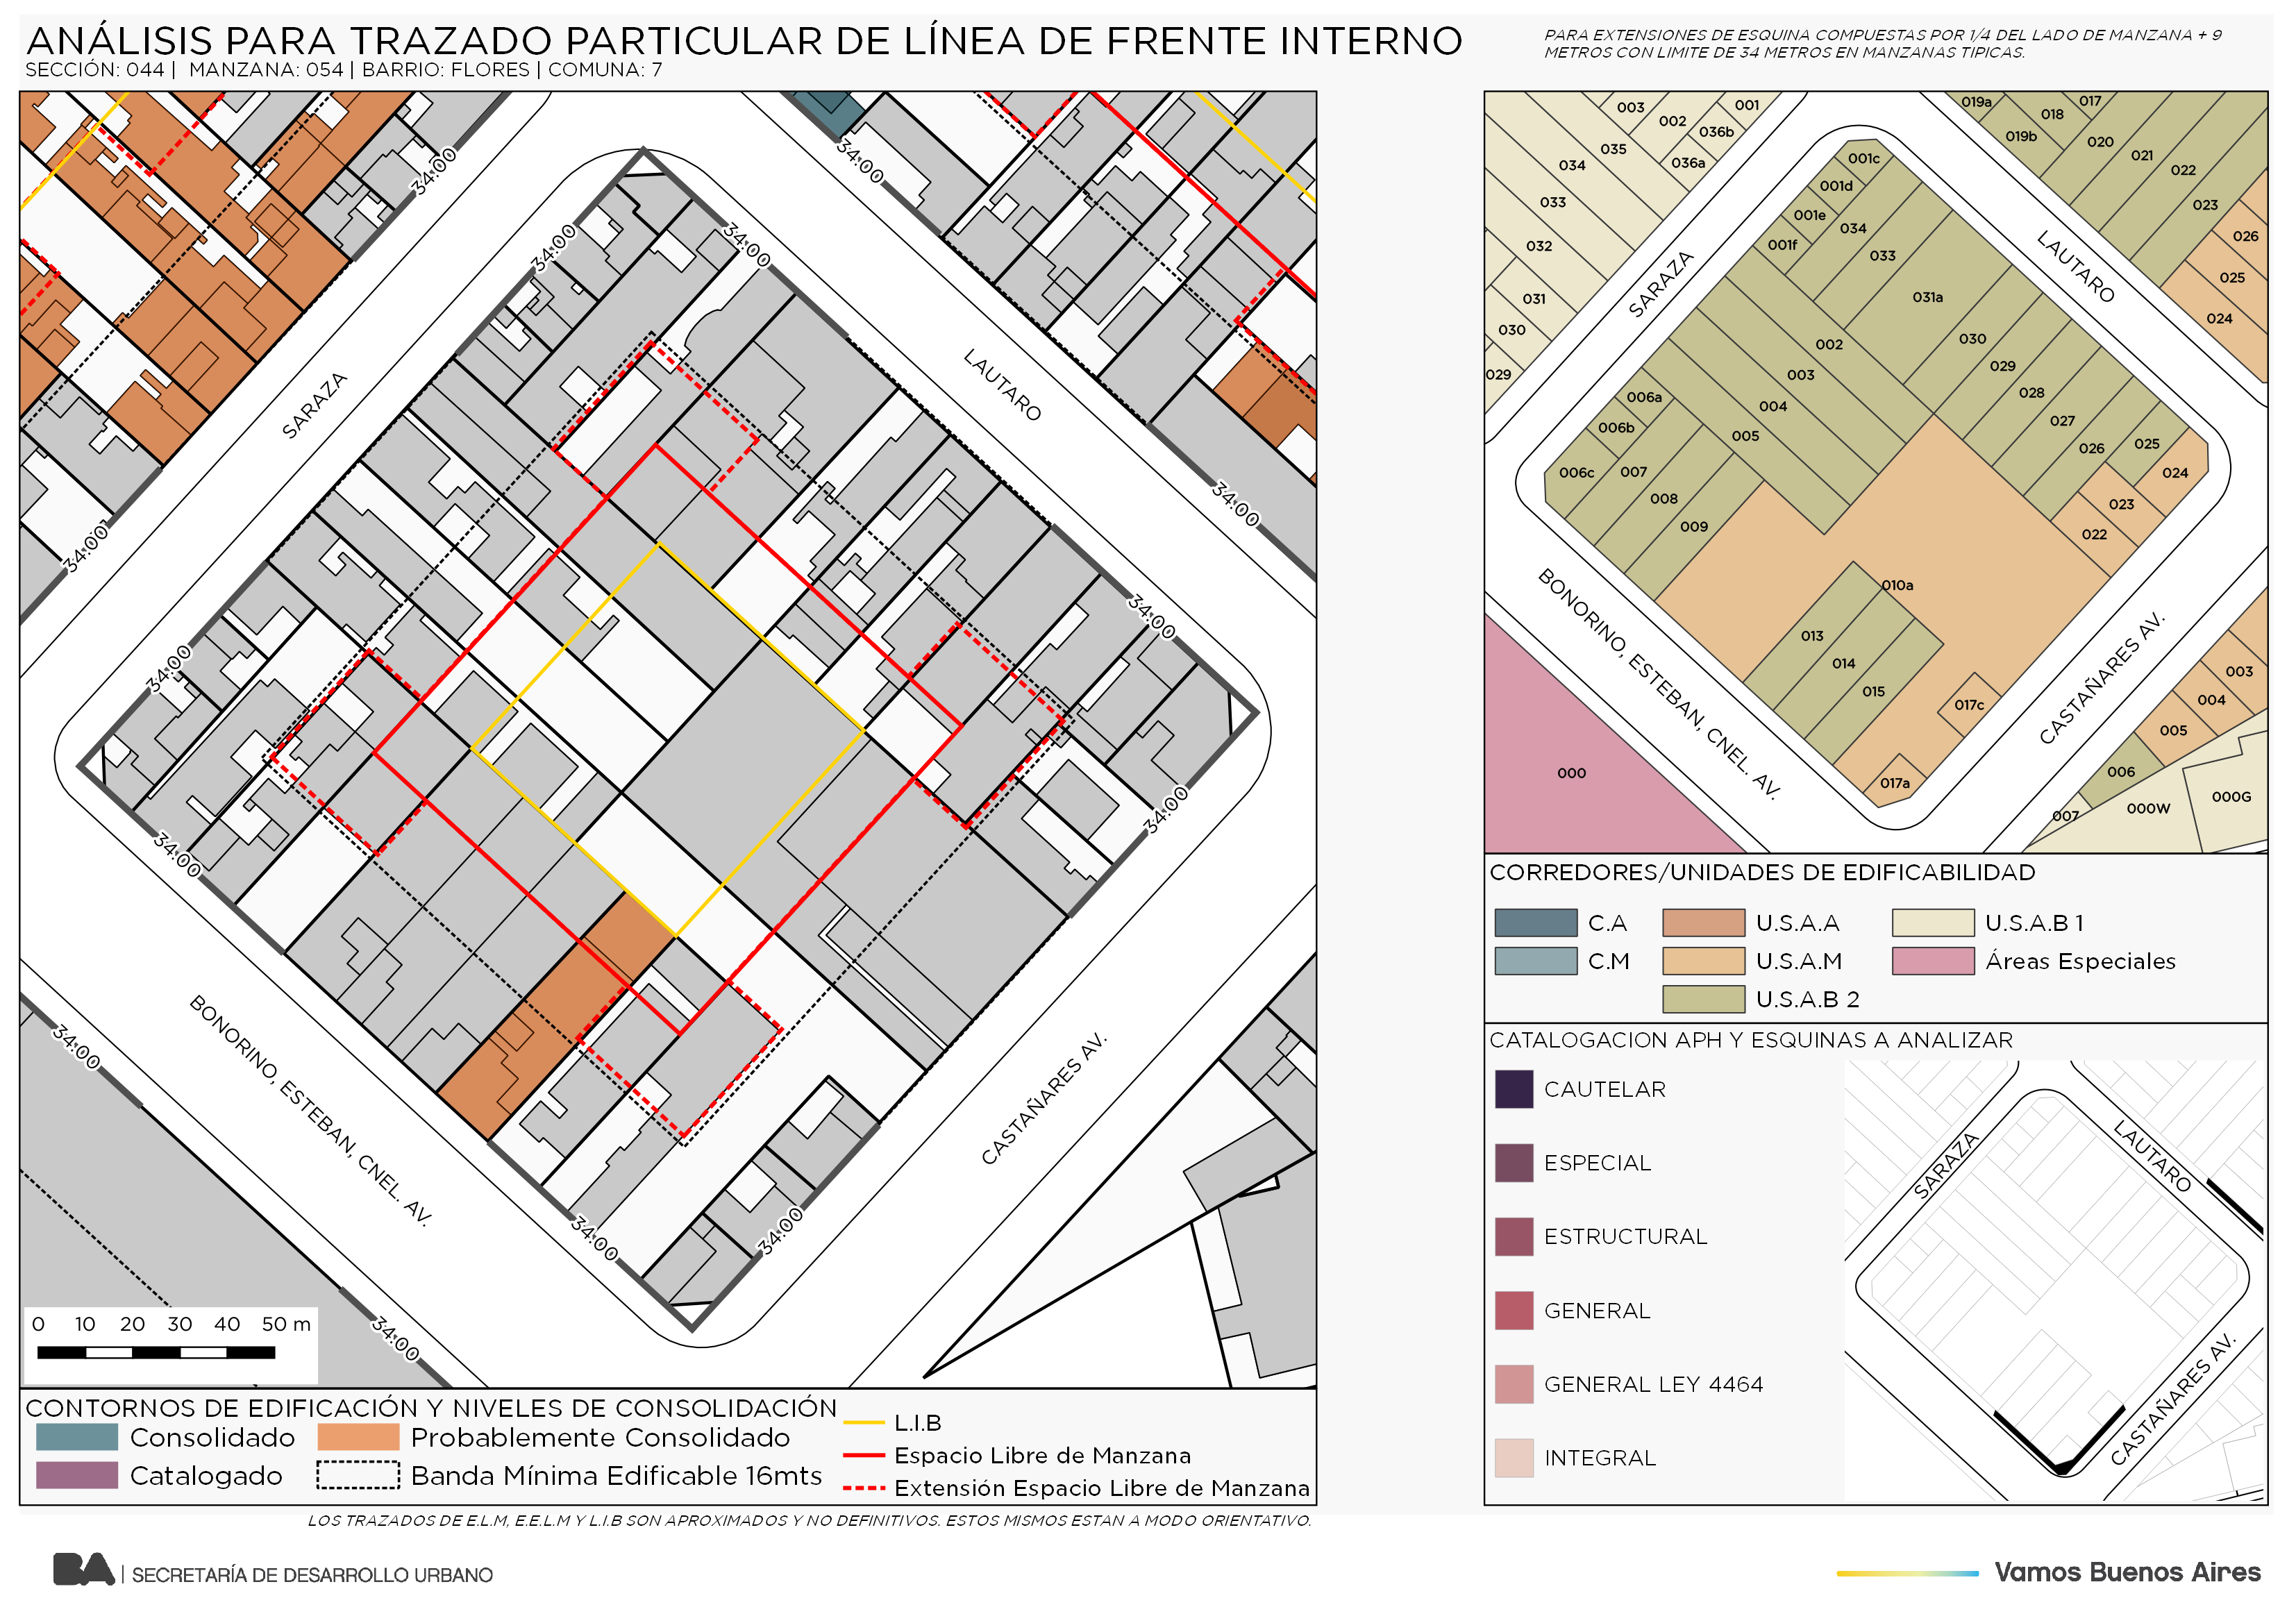 ANÁLISIS PARA TRAZADO PARTICULAR DE LÍNEA DE FRENTE INTERNO
SECCIÓN: 044 | MANZANA: 054 | BARRIO: FLORES | COMUNA: 7
PARA EXTENSIONES DE ESQUINA COMPUESTAS POR 1/4 DEL LADO DE MANZANA + 9
METROS CON LIMITE DE 34 METROS EN MANZANAS TIPICAS.
34:00
34:00
34:00
34:00
SARAZA
LAUTARO
34:00
34:00
34:00
34:00
34:00
34:00
BONORINO, ESTEBAN, CNEL. AV.
CASTAÑARES AV.
34:00
34:00
34:00
34:00
0 10 20 30 40 50 m
CONTORNOS DE EDIFICACIÓN Y NIVELES DE CONSOLIDACIÓN
Consolidado
Probablemente Consolidado
Catalogado
Banda Mínima Edificable 16mts
L.I.B
Espacio Libre de Manzana
Extensión Espacio Libre de Manzana
LOS TRAZADOS DE E.L.M, E.E.L.M Y L.I.B SON APROXIMADOS Y NO DEFINITIVOS. ESTOS MISMOS ESTAN A MODO ORIENTATIVO.
003
002
001
036b
036a
035
034
033
032
031
030
029
019a
019b
018
017
020
021
022
023
026
025
024
SARAZA
LAUTARO
001c
001d
001e
001f
034
033
031a
002
003
004
005
030
029
028
027
026
025
024
023
022
006a
006b
006c
007
008
009
010a
013
014
015
017c
017a
BONORINO, ESTEBAN, CNEL. AV.
CASTAÑARES AV.
000
003
004
005
006
007
000W
000G
CORREDORES/UNIDADES DE EDIFICABILIDAD
C.A
U.S.A.A
U.S.A.B 1
C.M
U.S.A.M
Áreas Especiales
U.S.A.B 2
CATALOGACION APH Y ESQUINAS A ANALIZAR
CAUTELAR
ESPECIAL
ESTRUCTURAL
GENERAL
GENERAL LEY 4464
INTEGRAL
SARAZA
LAUTARO
CASTAÑARES AV.
BA | SECRETARÍA DE DESARROLLO URBANO
Vamos Buenos Aires